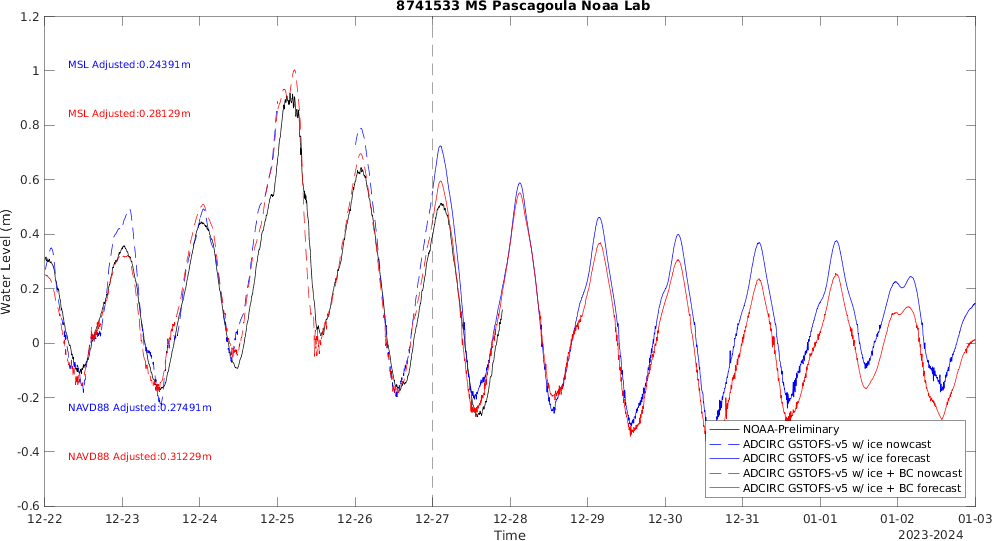 8741533 MS Pascagoula Noaa Lab
1.2
1
0.8
0.6
0.4
0.2
0
-0.2
-0.4
-0.6
Water Level (m)
MSL Adjusted:0.24391m
MSL Adjusted:0.28129m
NAVD88 Adjusted:0.27491m
NAVD88 Adjusted:0.31229m
NOAA-Preliminary
ADCIRC GSTOFS-v5 w/ ice nowcast
ADCIRC GSTOFS-v5 w/ ice forecast
ADCIRC GSTOFS-v5 w/ ice + BC nowcast
ADCIRC GSTOFS-v5 w/ ice + BC forecast
12-22 12-23 12-24 12-25 12-26 12-27 12-28 12-29 12-30 12-31 01-01 01-02 01-03
Time
2023-2024